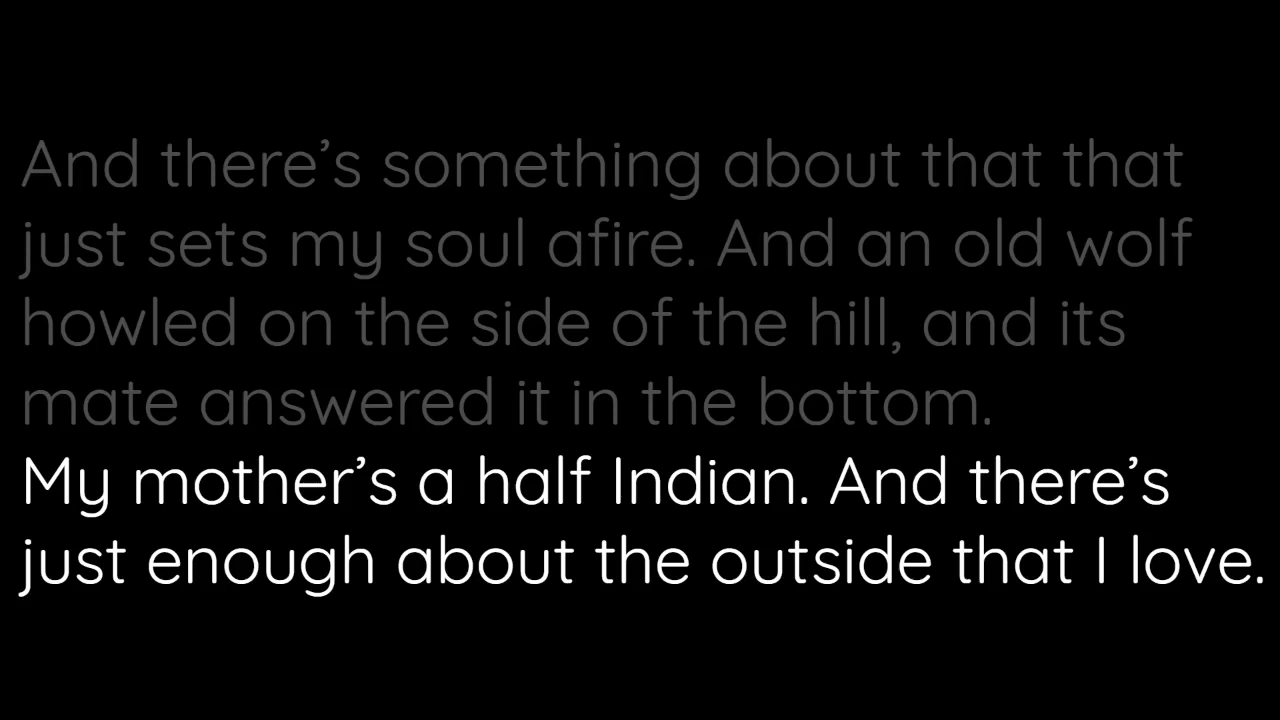 And there’s something about that that
just sets my soul afire. And an old wolf
howled on the side of the hill, and its
mate answered it in the bottom.
My mother’s a half Indian. And there’s
just enough about the outside that I love.